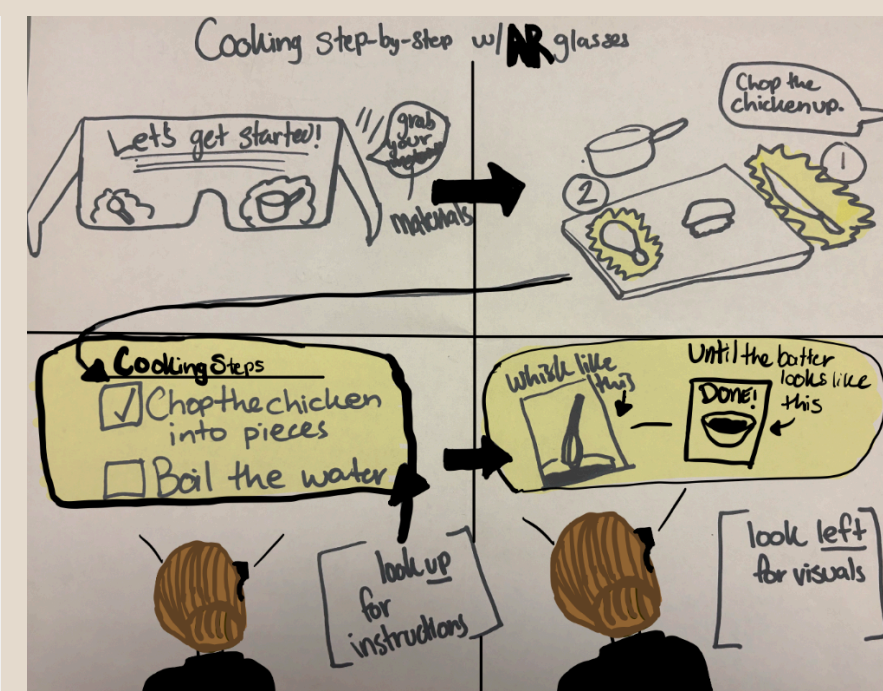 Cooking Step-by-step w/ AR glasses
Let's get started!
grab
your
materials
Chop the
chicken up.
1
2
Cooking Steps
Chop the chicken
into pieces
Boil the water
look up
for
instructions
Whisk like
this
Until the batter
looks like
this
DONE!
look left
for visuals